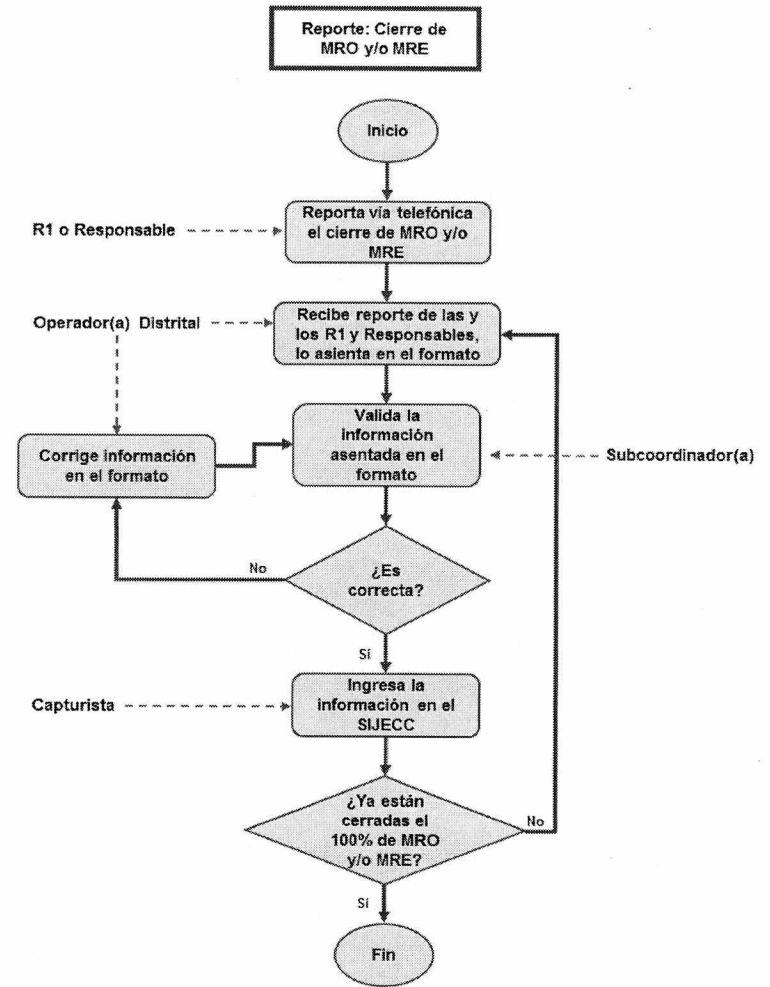 Reporte: Cierre de
MRO y/o MRE
Inicio
R1 o Responsable
Reporta vía telefónica
el cierre de MRO y/o
MRE
Operador(a) Distrital
Recibe reporte de las y
los R1 y Responsables,
lo asienta en el formato
Corrige información
en el formato
Valida la
información
asentada en el
formato
Subcoordinador(a)
No
¿Es
correcta?
Sí
Capturista
Ingresa la
información en el
SIJECC
¿Ya están
cerradas el
100% de MRO
y/o MRE?
No
Sí
Fin